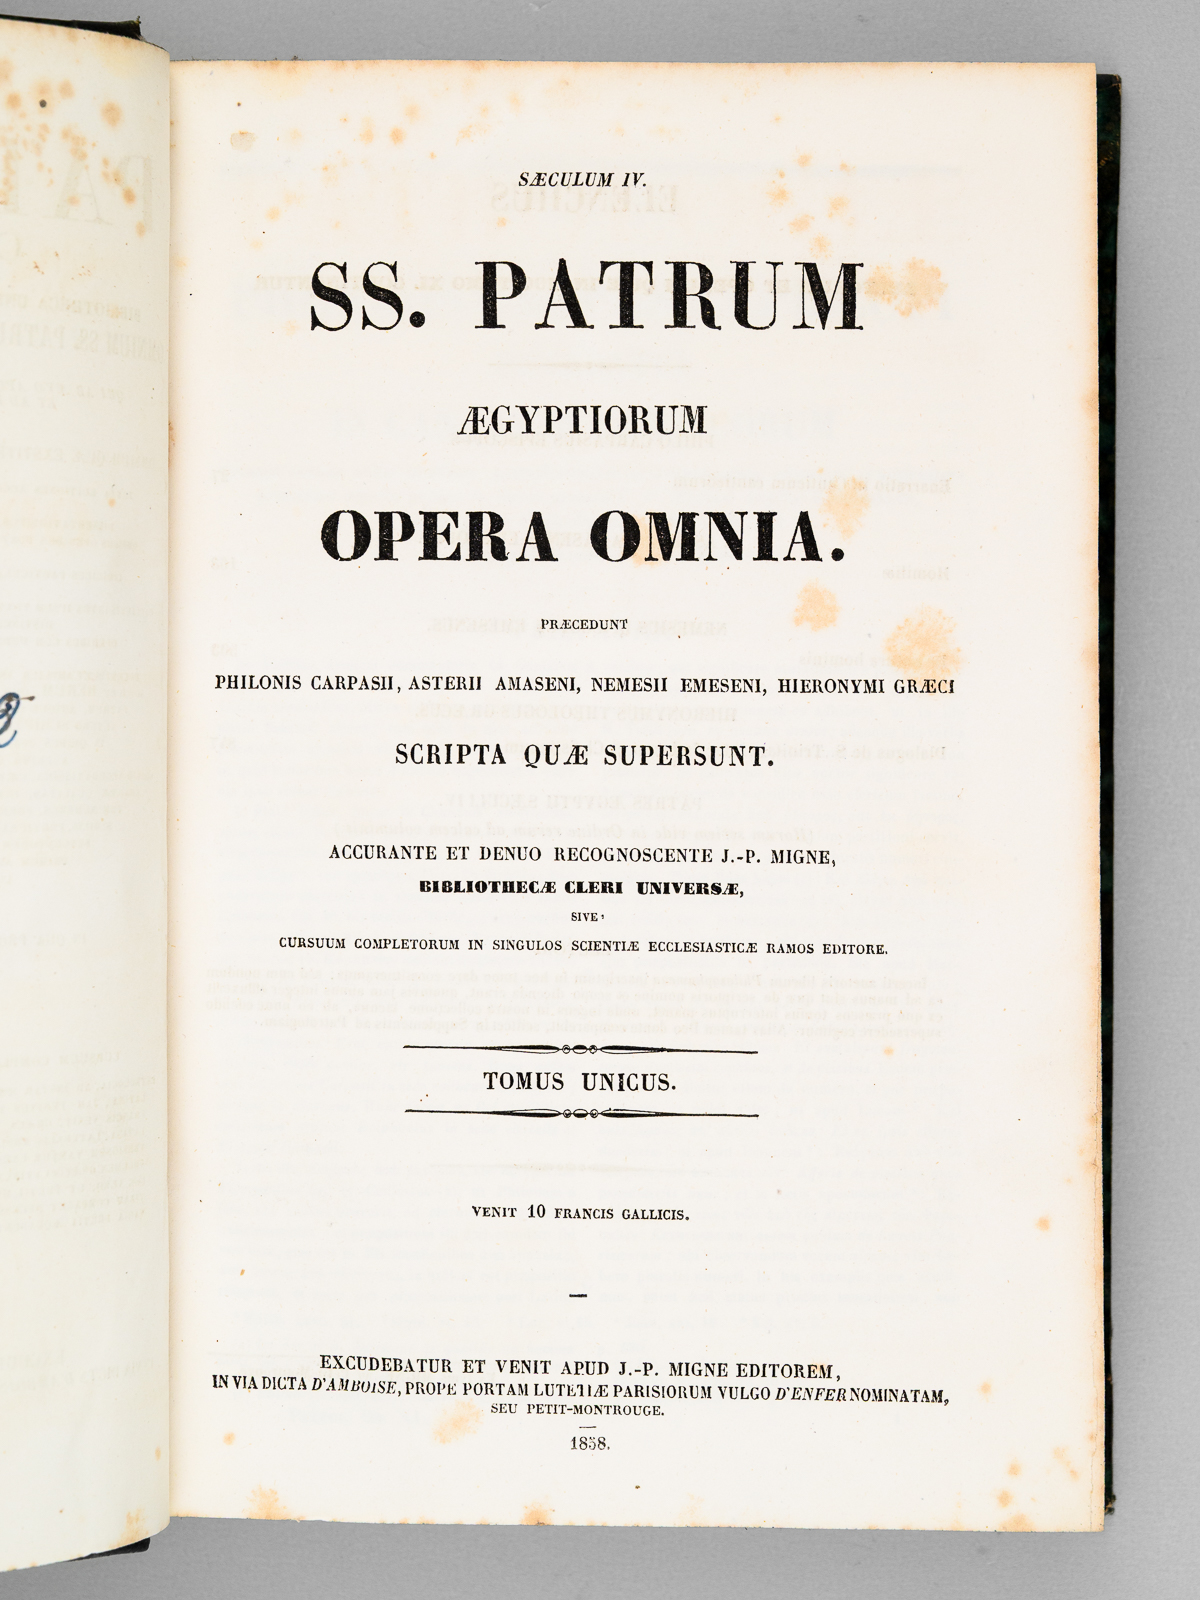 SÆCULUM IV.
SS. PATRUM
ÆGYPTIORUM
OPERA OMNIA.
PRÆCEDUNT
PHILONIS CARPASII, ASTERII AMASENI, NEMESII EMESENI, HIERONYMI GRÆCI
SCRIPTA QUÆ SUPERSUNT.
ACCURANTE ET DENUO RECOGNOSCENTE J.-P. MIGNE,
BIBLIOTHECÆ CLERI UNIVERSÆ,
SIVE,
CURSUUM COMPLETORUM IN SINGULOS SCIENTIÆ ECCLESIASTICÆ RAMOS EDITORE.
TOMUS UNICUS.
VENIT 10 FRANCIS GALLICIS.
EXCUDEBATUR ET VENIT APUD J.-P. MIGNE EDITOREM,
IN VIA DICTA D'AMBOISE, PROPE PORTAM LUTETIÆ PARISIORUM VULGO D'ENFER NOMINATAM,
SEU PETIT-MONTROUGE.
1858.